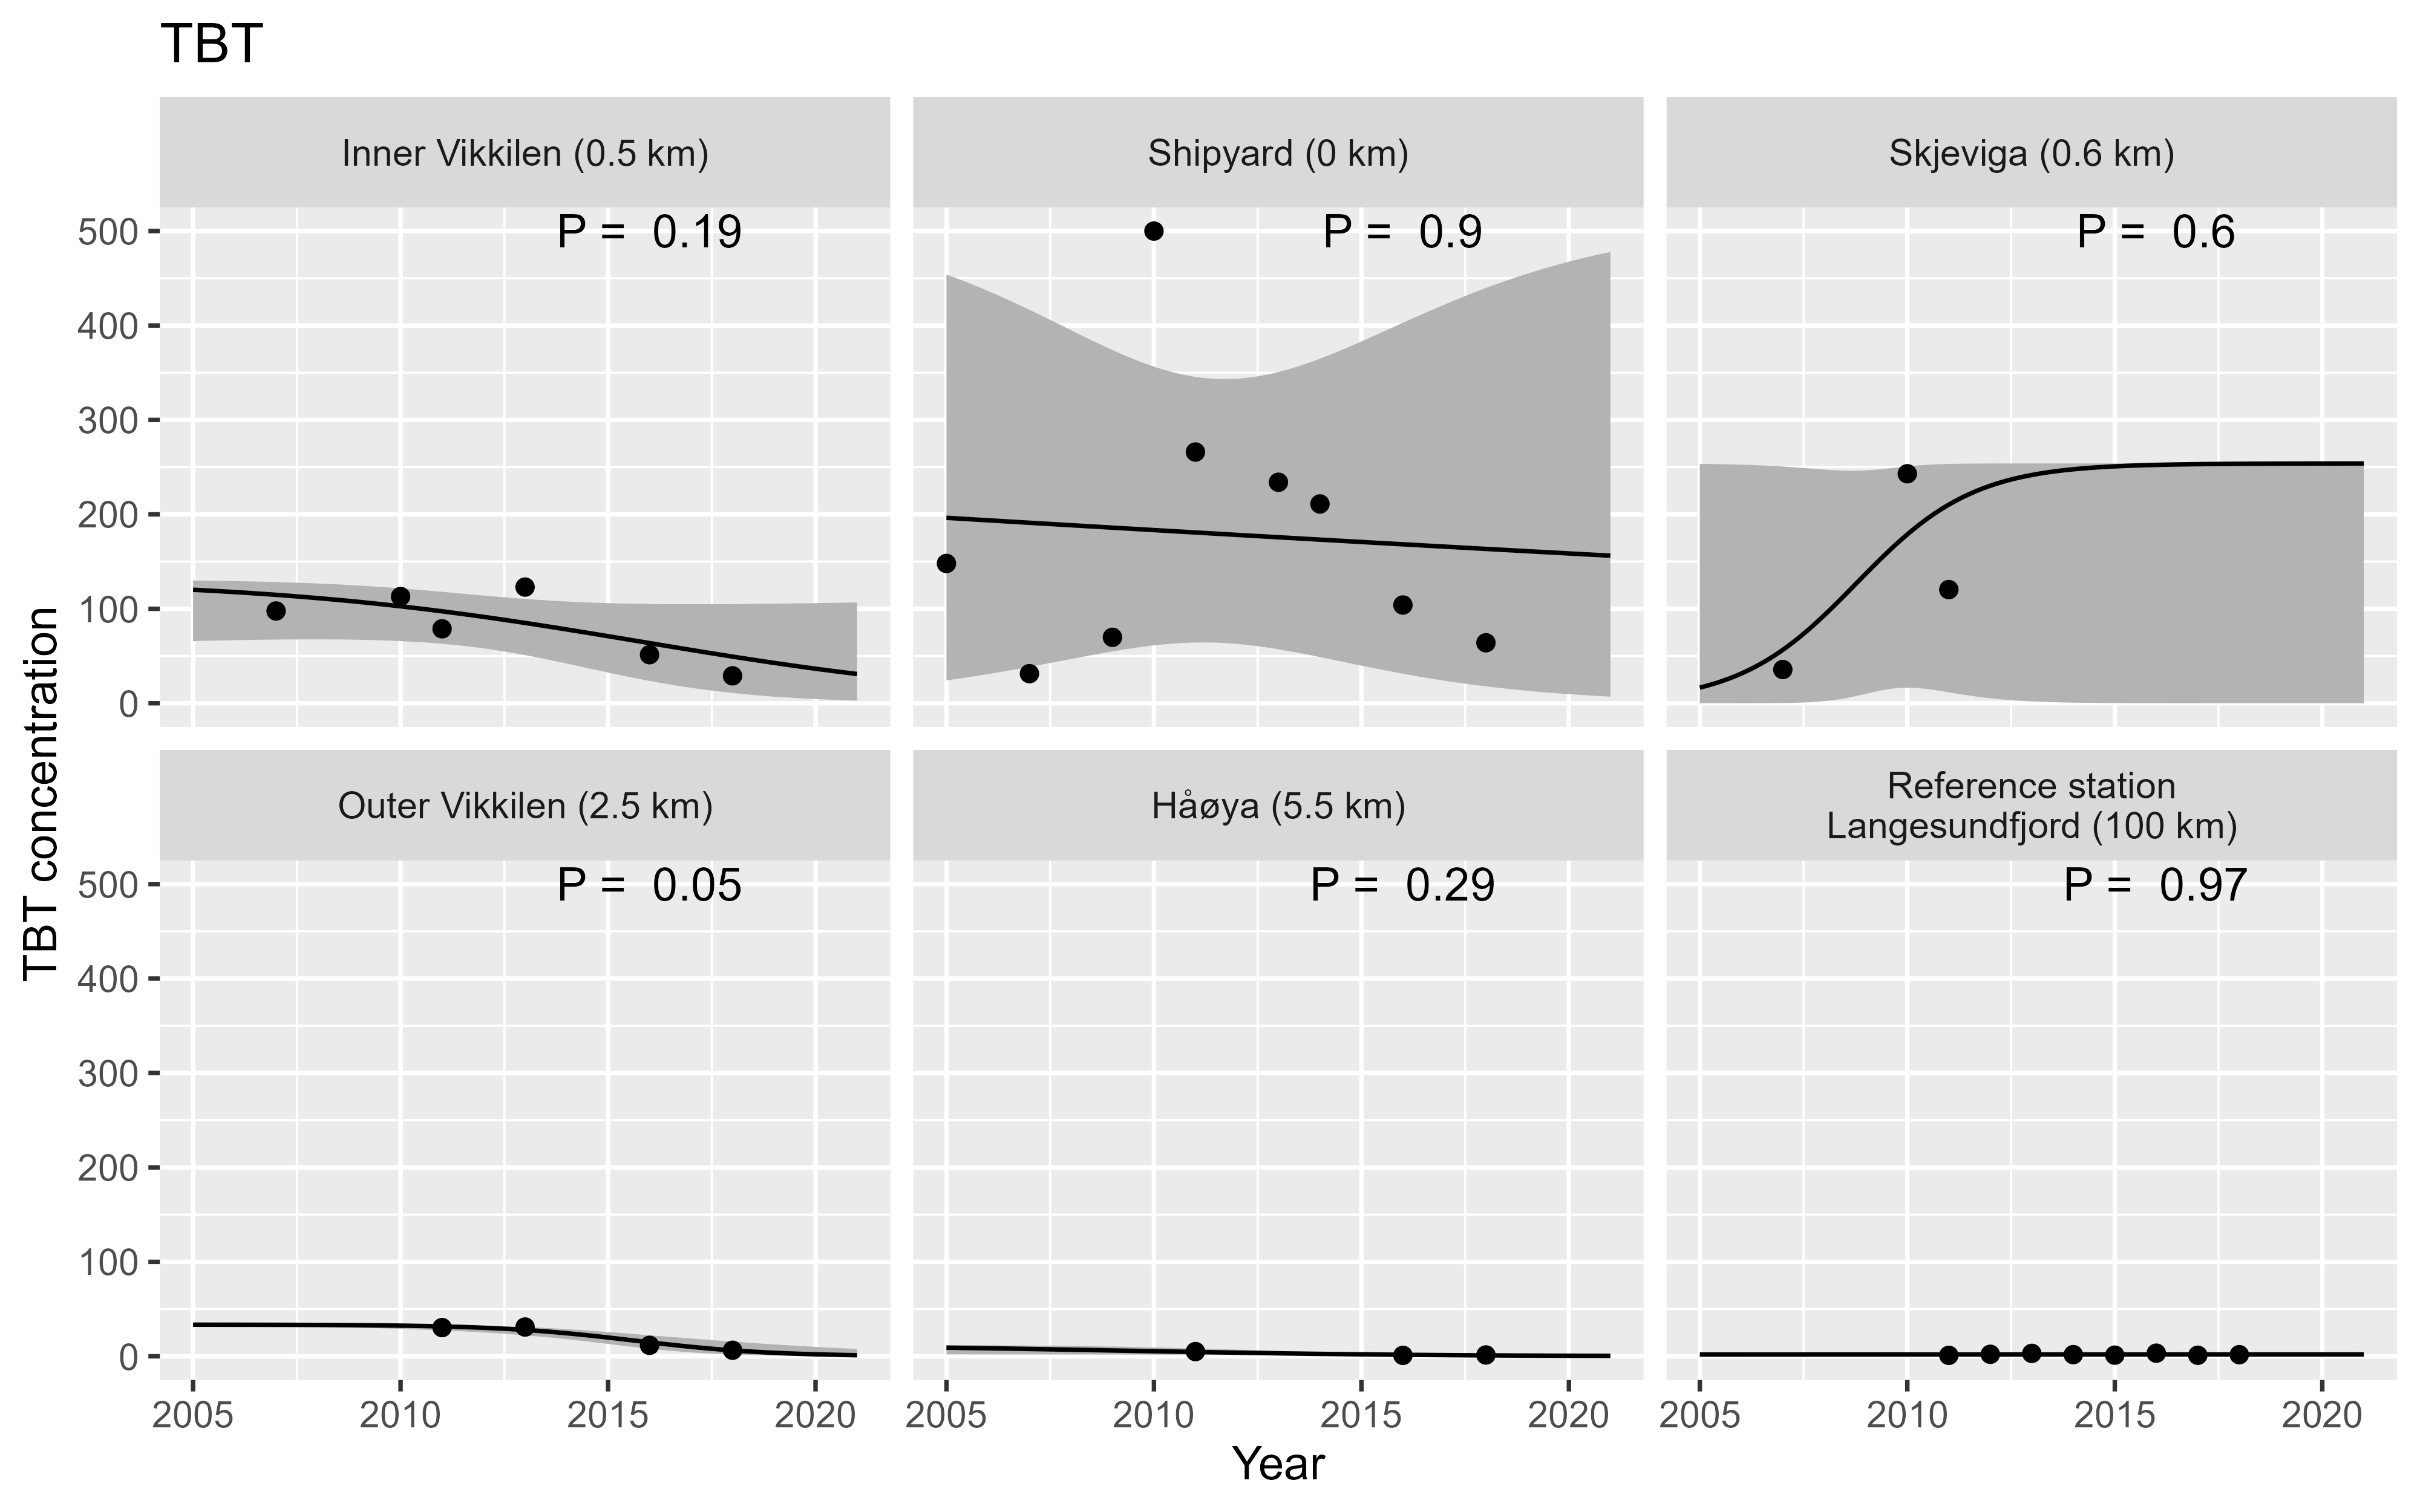 TBT
Inner Vikkilen (0.5 km)
Shipyard (0 km)
Skjeviga (0.6 km)
P = 0.19
P = 0.9
P = 0.6
500
400
300
200
100
0
Outer Vikkilen (2.5 km)
Håøya (5.5 km)
Reference station
Langesundfjord (100 km)
P = 0.05
P = 0.29
P = 0.97
500
400
300
200
100
0
TBT concentration
2005 2010 2015 2020
2005 2010 2015 2020
2005 2010 2015 2020
Year